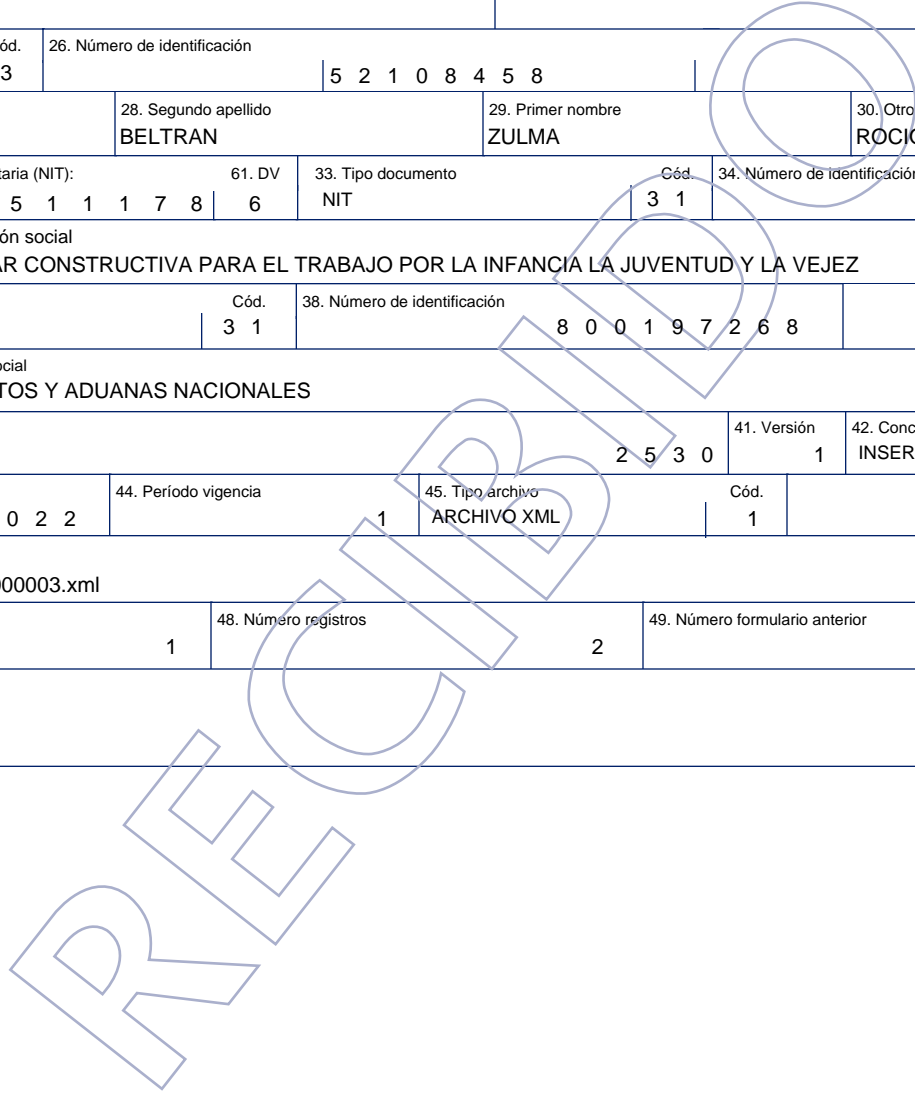 ód. 26. Número de identificación
3 5 2 1 0 8 4 5 8
28. Segundo apellido 29. Primer nombre 30. Otro
BELTRAN ZULMA ROCIO
taria (NIT): 61. DV 33. Tipo documento Cód. 34. Número de identificación
5 1 1 1 7 8 6 NIT 3 1
ón social
AR CONSTRUCTIVA PARA EL TRABAJO POR LA INFANCIA LA JUVENTUD Y LA VEJEZ
Cód. 38. Número de identificación
3 1 8 0 0 1 9 7 2 6 8
ocial
TOS Y ADUANAS NACIONALES
41. Versión 42. Conc
2 5 3 0 1 INSER
44. Período vigencia 45. Tipo archivo Cód.
0 2 2 1 ARCHIVO XML 1
000003.xml
48. Número registros 49. Número formulario anterior
1 2
RECIBIDO